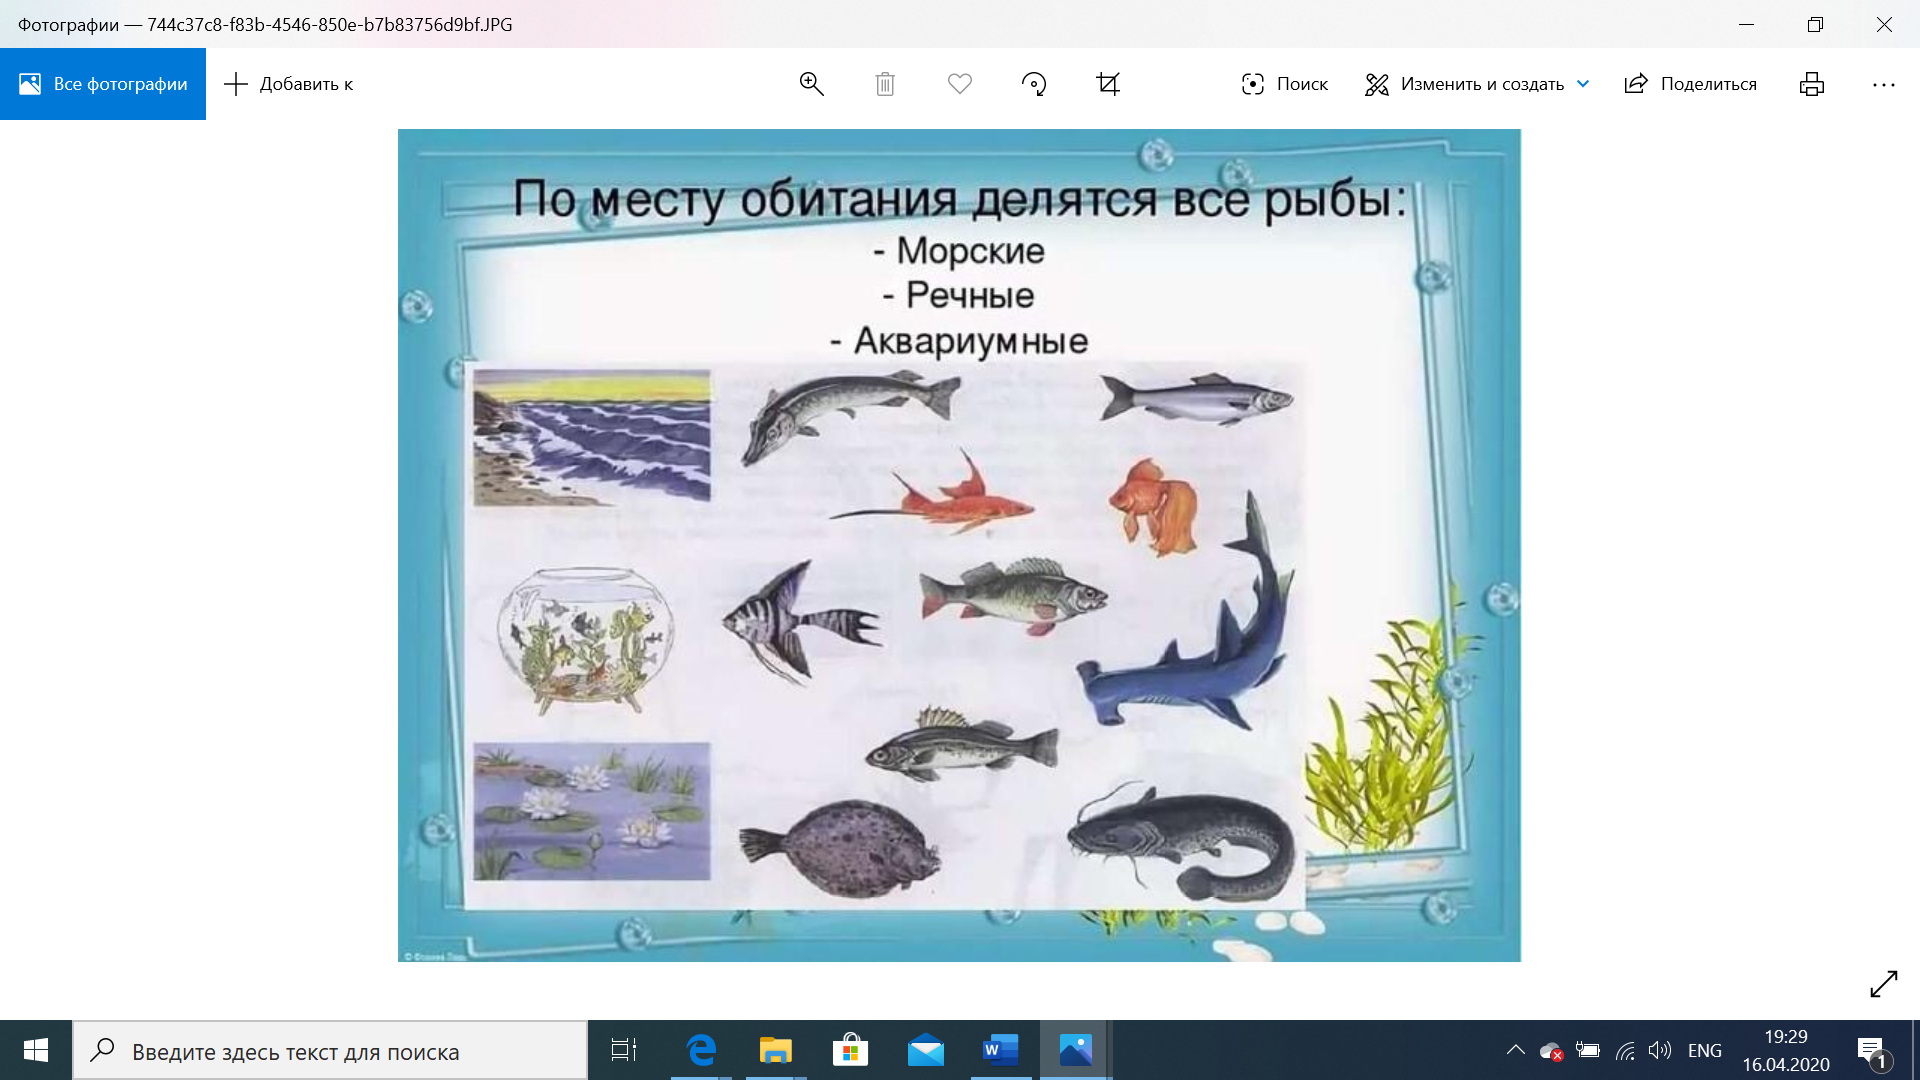 Фотографии — 744c37c8-f83b-4546-850e-b7b83756d9bf.JPG
Все фотографии
Добавить к
Поиск
Изменить и создать
Поделиться
По месту обитания делятся все рыбы:
- Морские
- Речные
- Аквариумные
Введите здесь текст для поиска
W
ENG
19:29
16.04.2020
1